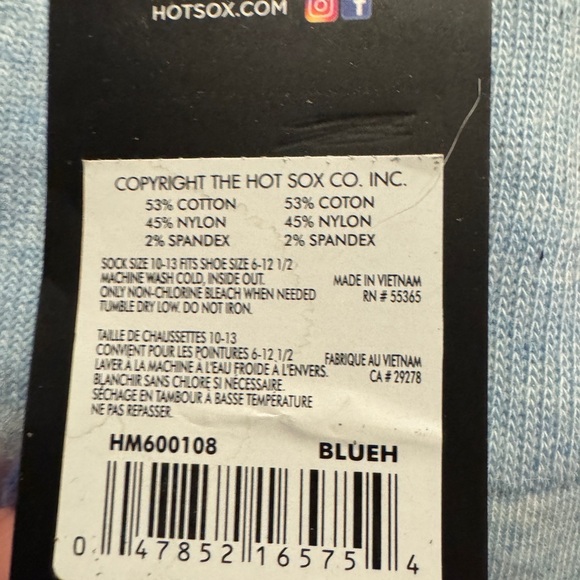 HOTSOX.COM
COPYRIGHT THE HOT SOX CO. INC.
53% COTTON 53% COTON
45% NYLON 45% NYLON
2% SPANDEX 2% SPANDEX
SOCK SIZE 10-13 FITS SHOE SIZE 6-12 1/2
MACHINE WASH COLD, INSIDE OUT. MADE IN VIETNAM
ONLY NON-CHLORINE BLEACH WHEN NEEDED RN # 55365
TUMBLE DRY LOW. DO NOT IRON.
TAILLE DE CHAUSSETTES 10-13
CONVIENT POUR LES POINTURES 6-12 1/2 FABRIQUE AU VIETNAM
LAVER A LA MACHINE A L'EAU FROIDE A L'ENVERS. CA # 29278
BLANCHIR SANS CHLORE SI NÉCESSAIRE.
SÉCHAGE EN TAMBOUR À BASSE TEMPÉRATURE
NE PAS REPASSER.
HM600108 BLUEH
0 47852 16575 4